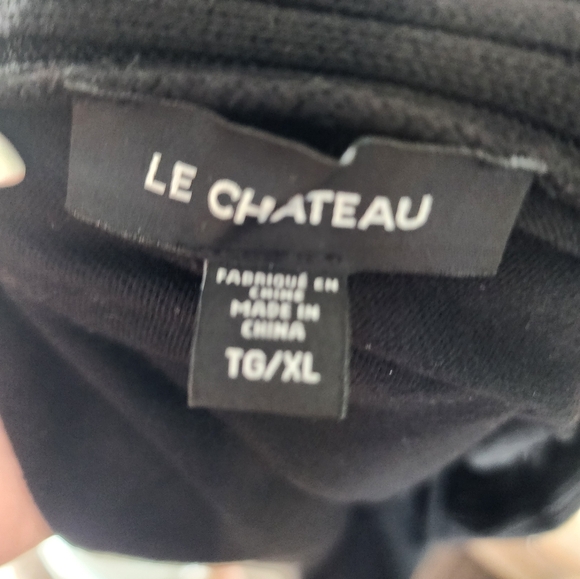 LE CHATEAU
FABRIQUÉ EN
CHINE
MADE IN
CHINA
TG/XL